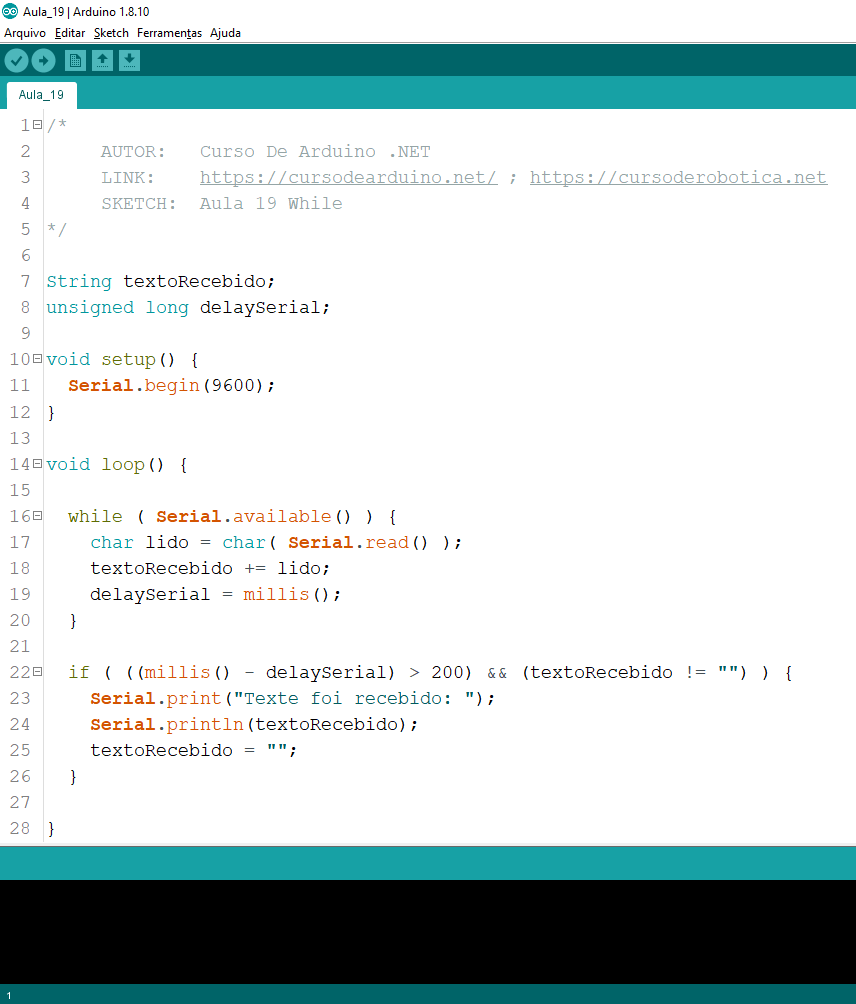 Aula_19 | Arduino 1.8.10
Arquivo Editar Sketch Ferramentas Ajuda
Aula_19
1 /*
2 AUTOR: Curso De Arduino .NET
3 LINK: https://cursodearduino.net/ ; https://cursoderobotica.net
4 SKETCH: Aula 19 While
5 */
6
7 String textoRecebido;
8 unsigned long delaySerial;
9
10 void setup() {
11 Serial.begin(9600);
12 }
13
14 void loop() {
15
16 while ( Serial.available() ) {
17 char lido = char( Serial.read() );
18 textoRecebido += lido;
19 delaySerial = millis();
20 }
21
22 if ( ((millis() - delaySerial) > 200) && (textoRecebido != "") ) {
23 Serial.print("Texte foi recebido: ");
24 Serial.println(textoRecebido);
25 textoRecebido = "";
26 }
27
28 }
1